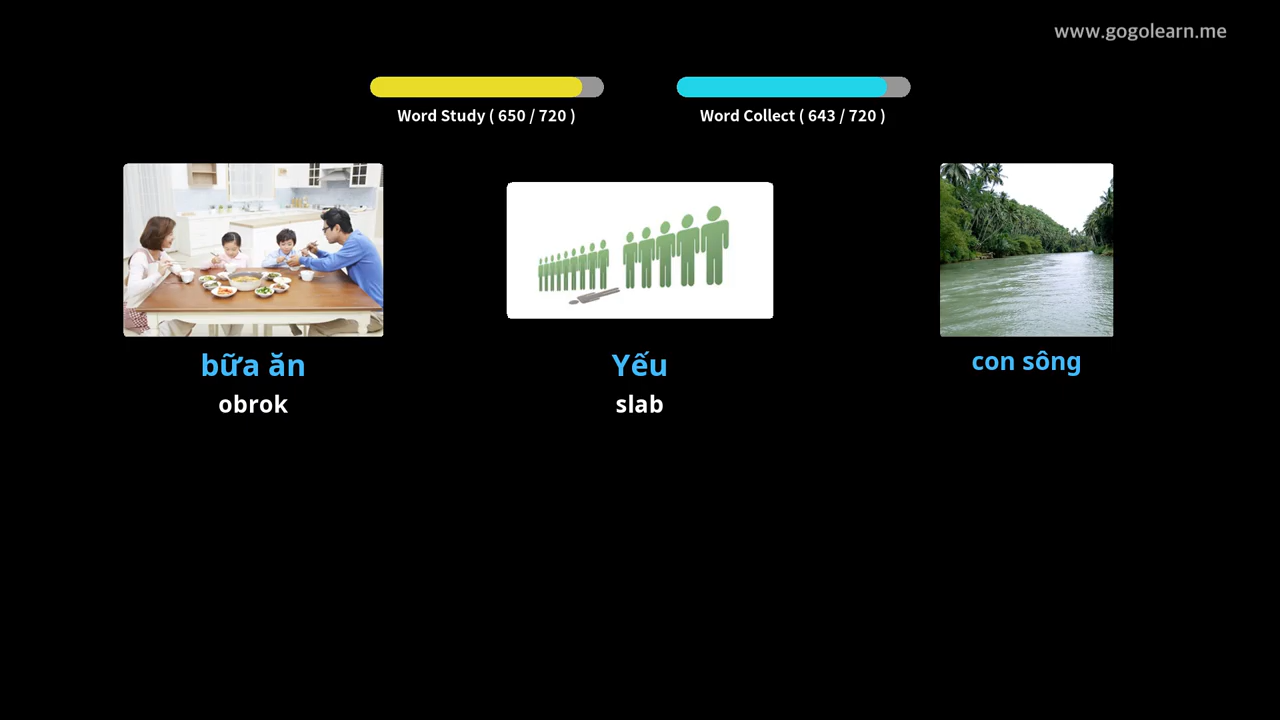 www.gogolearn.me
Word Study ( 650 / 720 )
Word Collect ( 643 / 720 )
bữa ăn
obrok
Yếu
slab
con sông